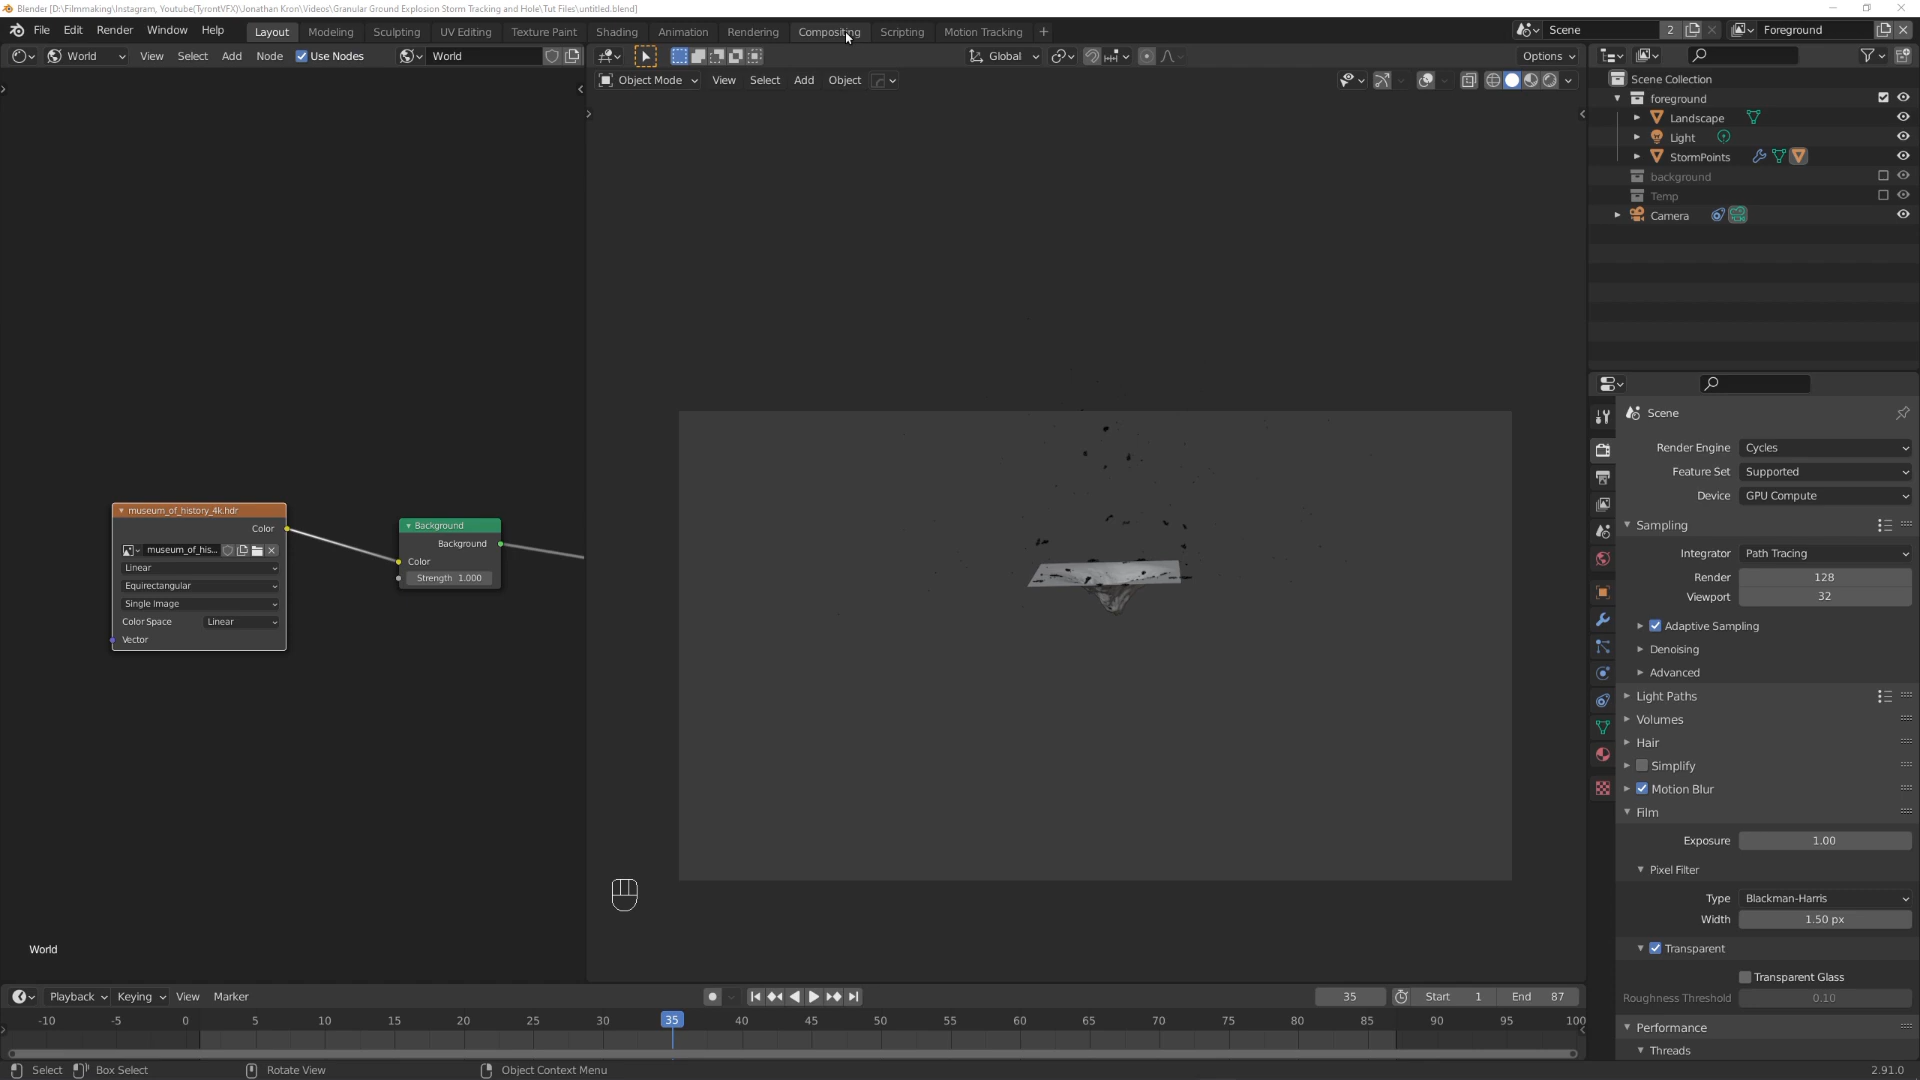 Blender [D:\Filmmaking\Instagram, Youtube(TyrontVFX)\Jonathan Kron\Videos\Granular Ground Explosion Storm Tracking and Hole\Tut Files\untitled.blend]
File Edit Render Window Help Layout Modeling Sculpting UV Editing Texture Paint Shading Animation Rendering Compositing Scripting Motion Tracking + Scene 2 Foreground
World View Select Add Node Use Nodes World Global Options
Object Mode View Select Add Object
Scene Collection
foreground
Landscape
Light
StormPoints
background
Temp
Camera
Scene
Render Engine Cycles
Feature Set Supported
Device GPU Compute
Sampling
Integrator Path Tracing
Render 128
Viewport 32
Adaptive Sampling
Denoising
Advanced
Light Paths
Volumes
Hair
Simplify
Motion Blur
Film
Exposure 1.00
Pixel Filter
Type Blackman-Harris
Width 1.50 px
Transparent
Transparent Glass
Roughness Threshold 0.10
Performance
Threads
museum_of_history_4k.hdr
Color
museum_of_his...
Linear
Equirectangular
Single Image
Color Space Linear
Vector
Background
Background
Color
Strength 1.000
World
Playback Keying View Marker 35 Start 1 End 87
-10 -5 0 5 10 15 20 25 30 35 40 45 50 55 60 65 70 75 80 85 90 95 100
Select Box Select Rotate View Object Context Menu 2.91.0